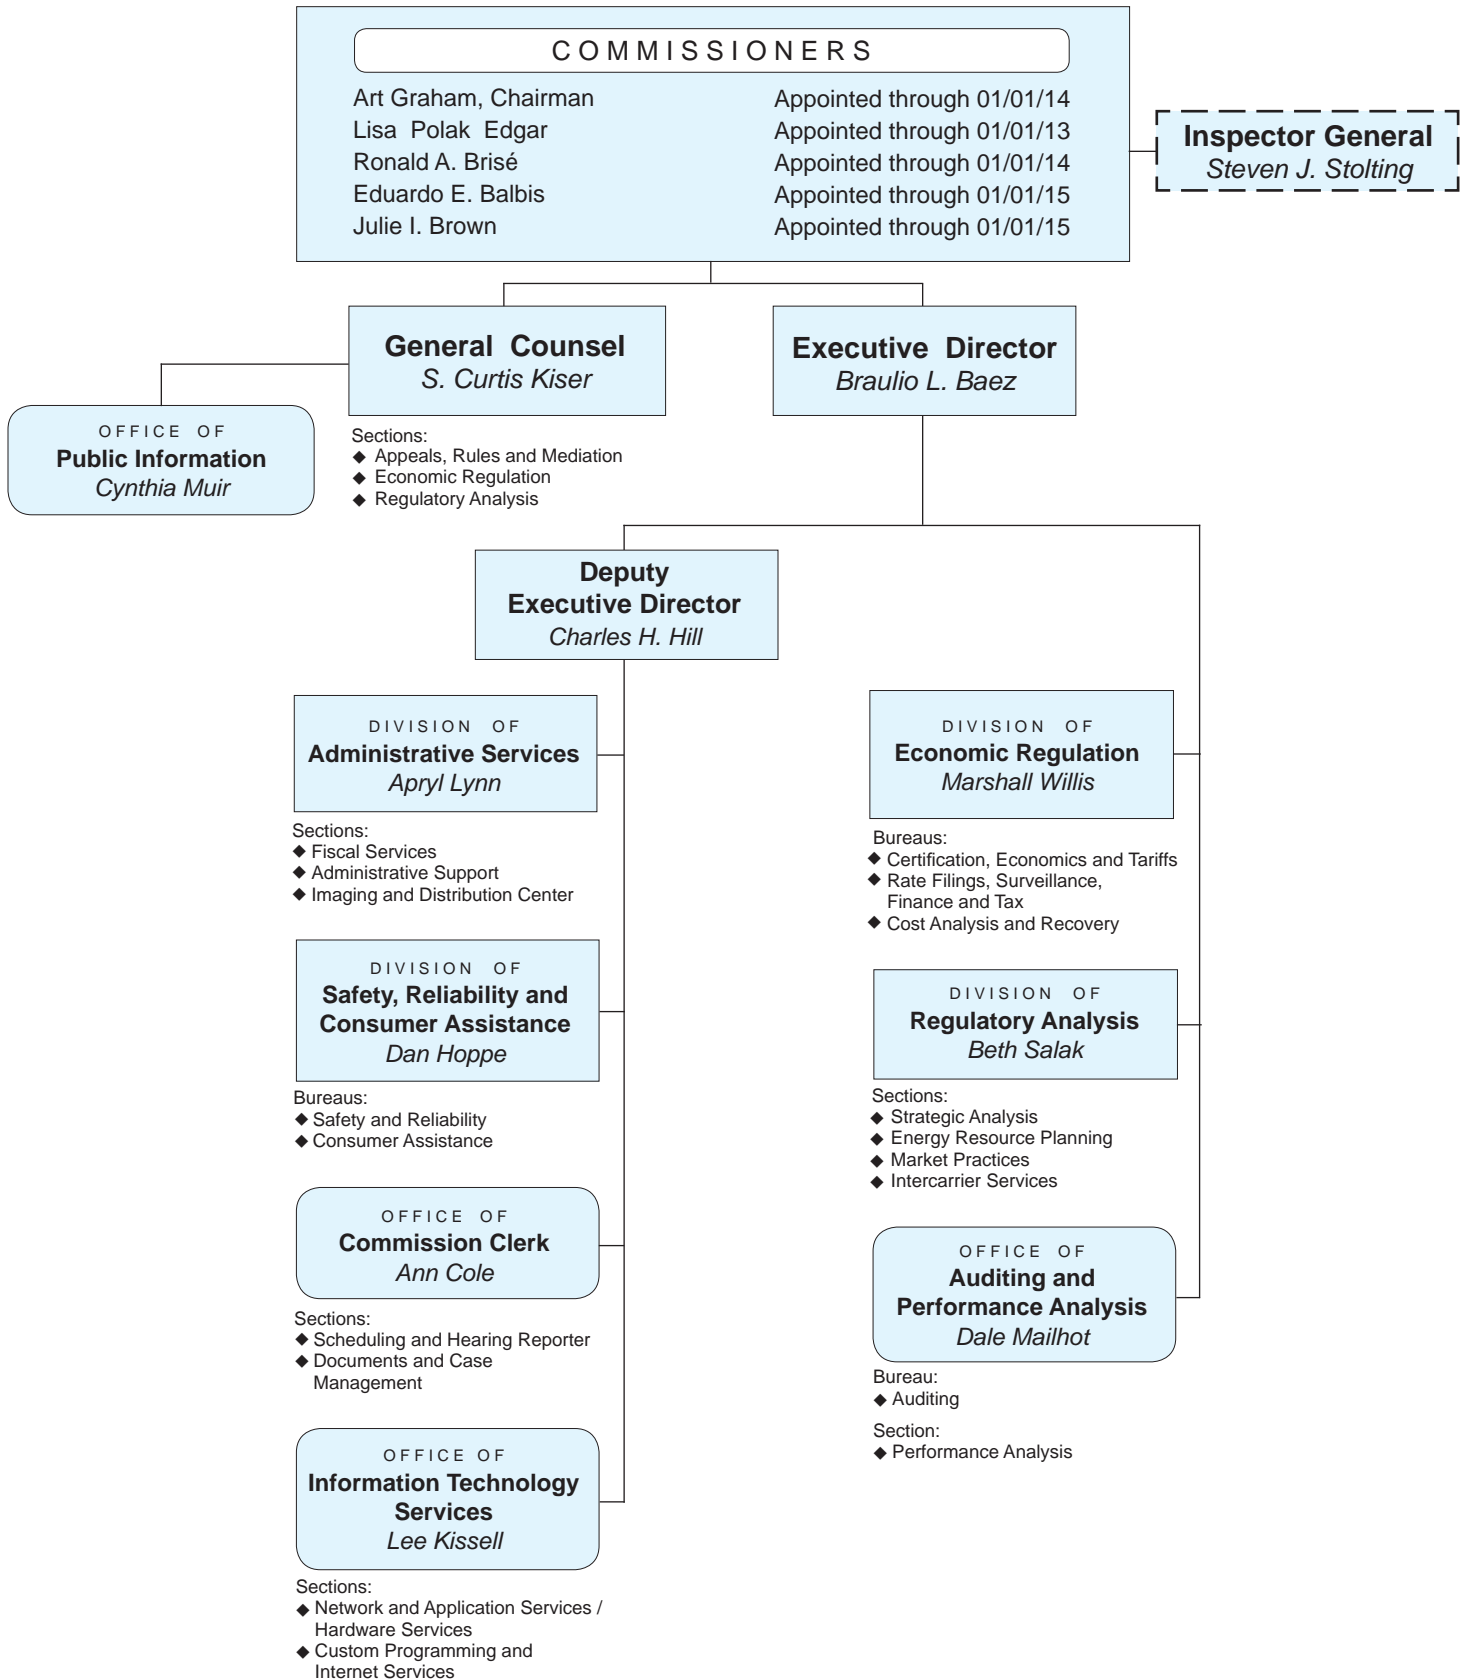 COMMISSIONERS
Art Graham, Chairman Appointed through 01/01/14
Lisa Polak Edgar Appointed through 01/01/13
Ronald A. Brisé Appointed through 01/01/14
Eduardo E. Balbis Appointed through 01/01/15
Julie I. Brown Appointed through 01/01/15
Inspector General
Steven J. Stolting
General Counsel
S. Curtis Kiser
Sections:
◆ Appeals, Rules and Mediation
◆ Economic Regulation
◆ Regulatory Analysis
Executive Director
Braulio L. Baez
OFFICE OF
Public Information
Cynthia Muir
Deputy
Executive Director
Charles H. Hill
DIVISION OF
Administrative Services
Apryl Lynn
Sections:
◆ Fiscal Services
◆ Administrative Support
◆ Imaging and Distribution Center
DIVISION OF
Safety, Reliability and
Consumer Assistance
Dan Hoppe
Bureaus:
◆ Safety and Reliability
◆ Consumer Assistance
OFFICE OF
Commission Clerk
Ann Cole
Sections:
◆ Scheduling and Hearing Reporter
◆ Documents and Case
Management
OFFICE OF
Information Technology
Services
Lee Kissell
Sections:
◆ Network and Application Services /
Hardware Services
◆ Custom Programming and
Internet Services
DIVISION OF
Economic Regulation
Marshall Willis
Bureaus:
◆ Certification, Economics and Tariffs
◆ Rate Filings, Surveillance,
Finance and Tax
◆ Cost Analysis and Recovery
DIVISION OF
Regulatory Analysis
Beth Salak
Sections:
◆ Strategic Analysis
◆ Energy Resource Planning
◆ Market Practices
◆ Intercarrier Services
OFFICE OF
Auditing and
Performance Analysis
Dale Mailhot
Bureau:
◆ Auditing
Section:
◆ Performance Analysis